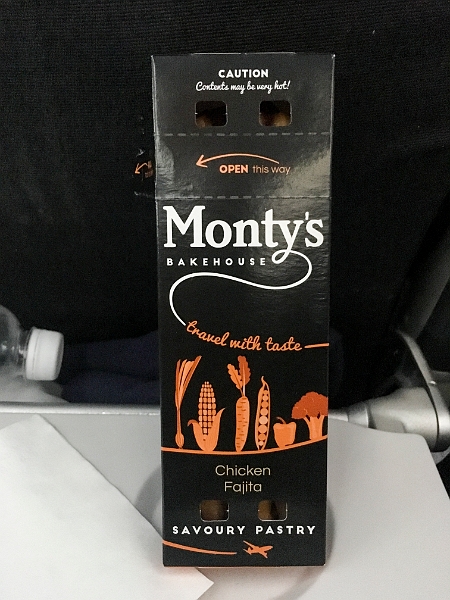 CAUTION
Contents may be very hot!
OPEN this way
Monty's
BAKEHOUSE
travel with taste
Chicken
Fajita
SAVOURY PASTRY